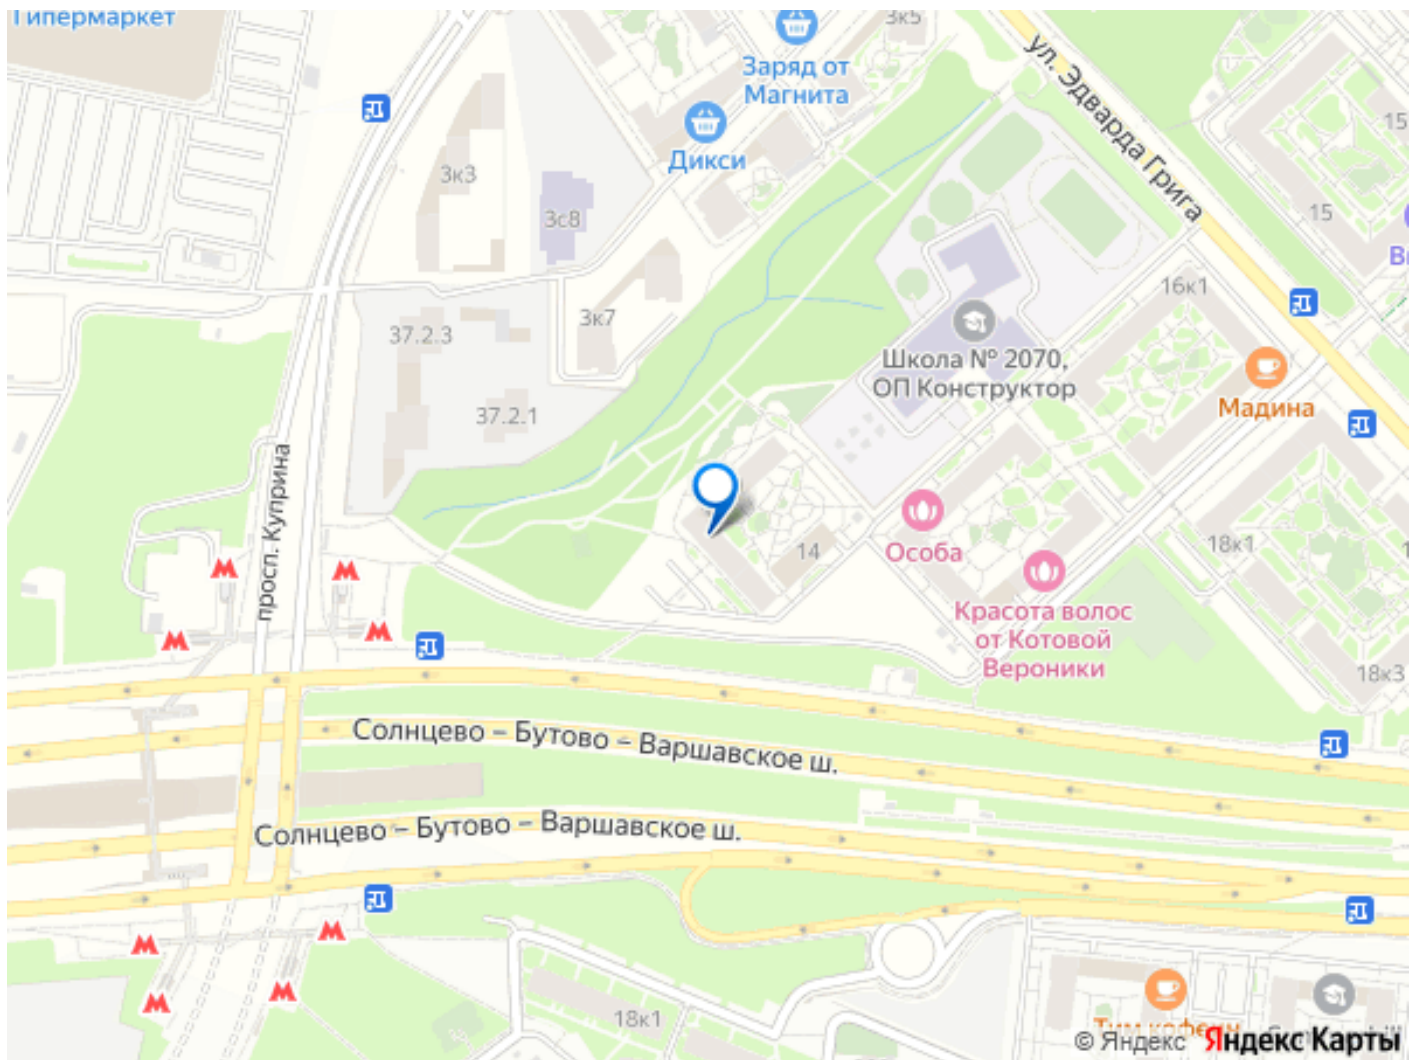 Гипермаркет
3к5
Заряд от
Магнита
ул. Эдварда Грига
15
Дикси
3к3
3с8
15
16к1
37.2.3
3к7
Школа № 2070,
ОП Конструктор
Мадина
37.2.1
просп. Куприна
Особа
14
18к1
Красота волос
от Котовой
Вероники
18к3
Солнцево – Бутово – Варшавское ш.
Солнцево – Бутово – Варшавское ш.
18к1
© Яндекс Яндекс Карты